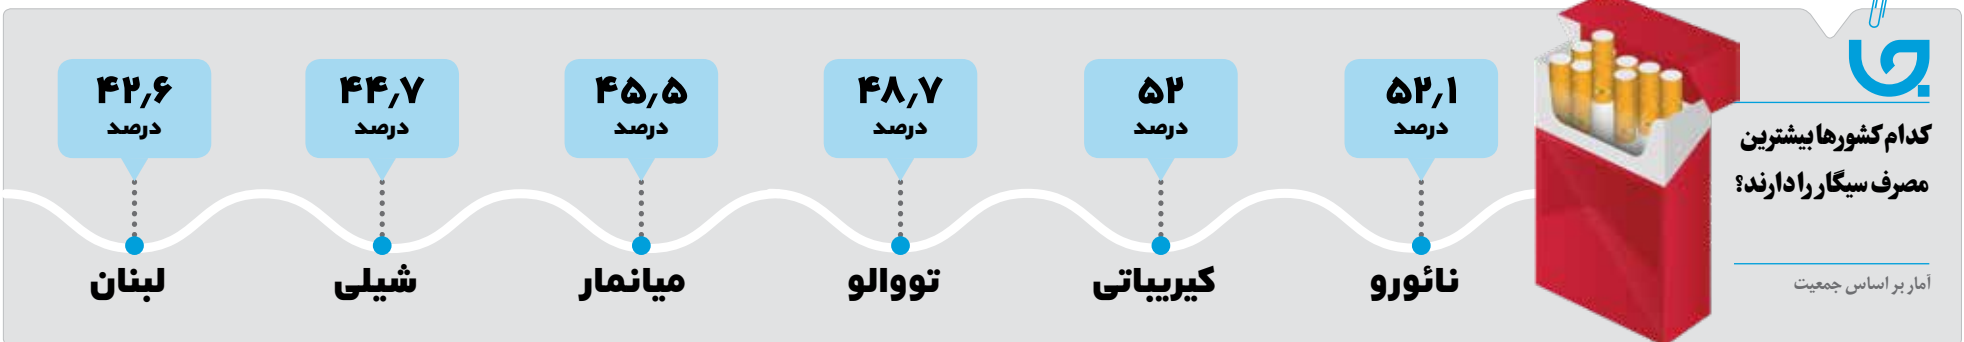 کدام کشورها بیشترین
مصرف سیگار را دارند؟
آمار بر اساس جمعیت
۵۲٫۱
درصد
نائورو
۵۲
درصد
کیریباتی
۴۸٫۷
درصد
تووالو
۴۵٫۵
درصد
میانمار
۴۴٫۷
درصد
شیلی
۴۲٫۶
درصد
لبنان